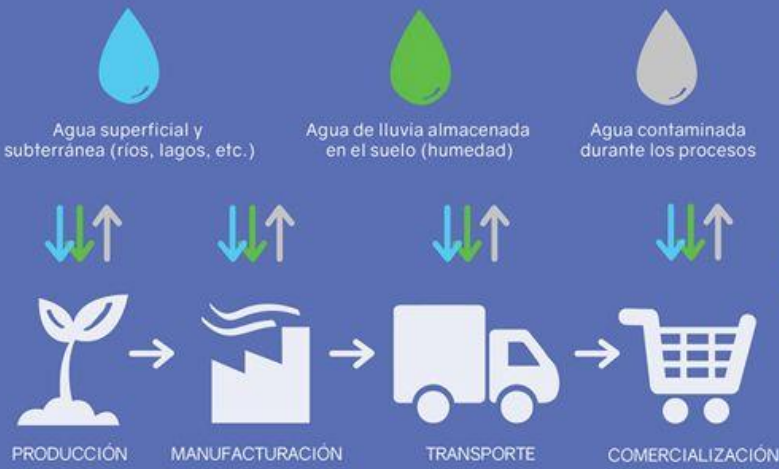 Agua superficial y
subterránea (ríos, lagos, etc.)
Agua de lluvia almacenada
en el suelo (humedad)
Agua contaminada
durante los procesos
PRODUCCIÓN
MANUFACTURACIÓN
TRANSPORTE
COMERCIALIZACIÓN